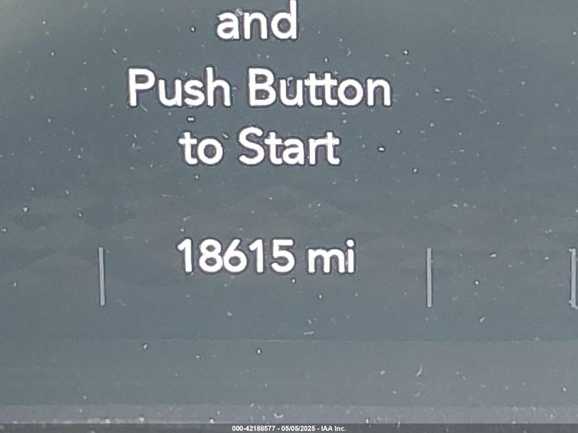 and
Push Button
to Start
18615 mi
000-42188577 - 05/05/2025 - IAA Inc.